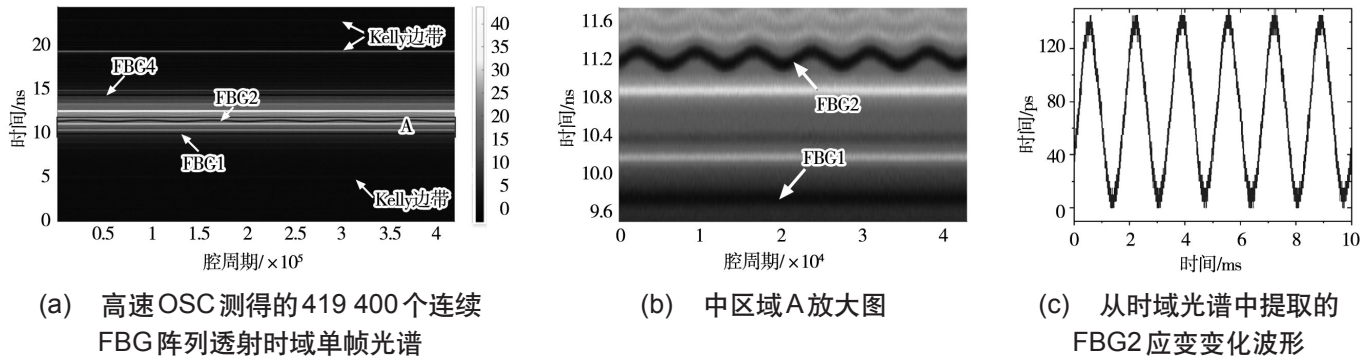 20
15
10
5
0
时间/ns
Kelly边带
FBG4
FBG2
A
FBG1
Kelly边带
0.5 1 1.5 2 2.5 3 3.5 4
腔周期/×10⁵
40
35
30
25
20
15
10
5
0
(a) 高速OSC测得的419 400个连续
FBG阵列透射时域单帧光谱
11.6
11.2
10.8
10.4
10.0
9.6
时间/ns
FBG2
FBG1
0 1 2 3 4
腔周期/×10⁴
(b) 中区域A放大图
120
80
40
0
时间/ps
0 2 4 6 8 10
时间/ms
(c) 从时域光谱中提取的
FBG2应变变化波形